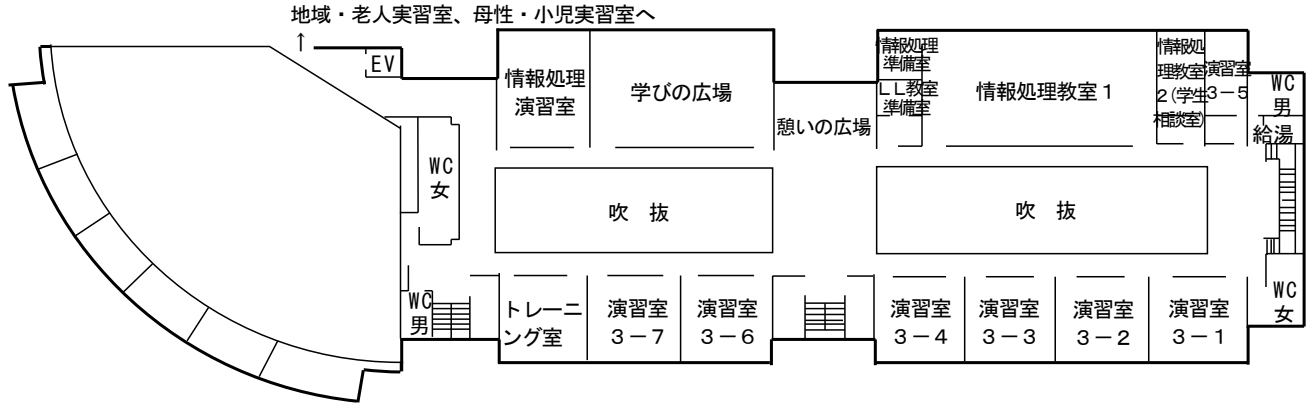 地域・老人実習室、母性・小児実習室へ
↑
EV
情報処理
演習室
学びの広場
憩いの広場
情報処理
準備室
LL教室
準備室
情報処理教室1
情報処
理教室
2(学生
相談室)
演習室
3-5
WC
男
給湯
WC
女
吹 抜
吹 抜
WC
男
トレーニ
ング室
演習室
3-7
演習室
3-6
演習室
3-4
演習室
3-3
演習室
3-2
演習室
3-1
WC
女